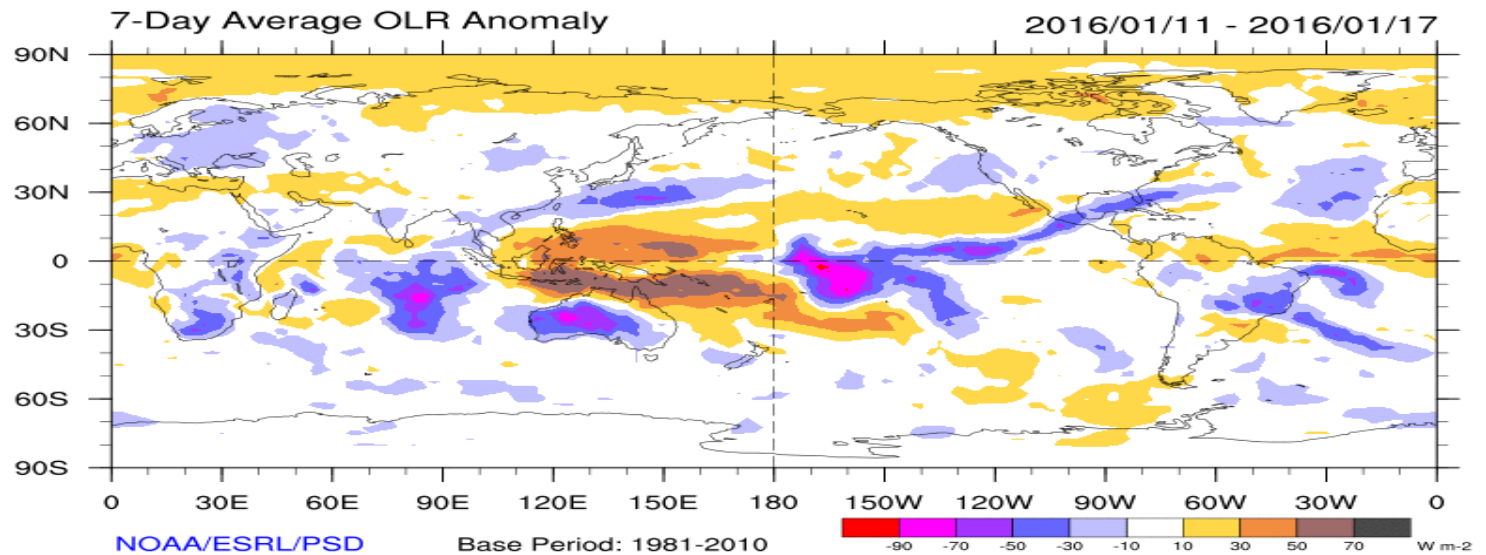 7-Day Average OLR Anomaly 2016/01/11 - 2016/01/17
90N
60N
30N
0
30S
60S
90S
0 30E 60E 90E 120E 150E 180 150W 120W 90W 60W 30W 0
NOAA/ESRL/PSD Base Period: 1981-2010
-90 -70 -50 -30 -10 10 30 50 70 W m-2